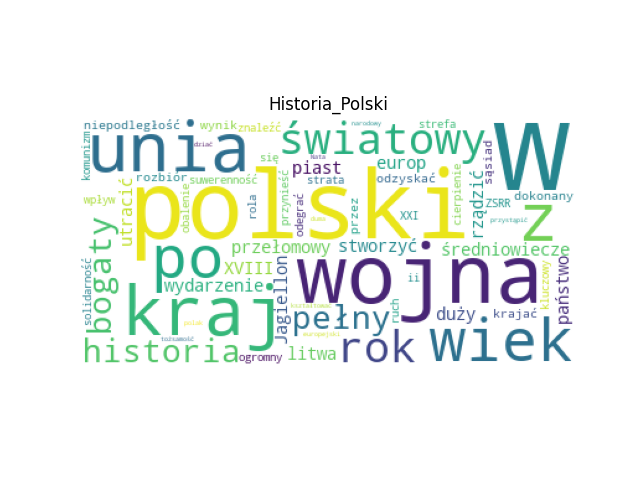 Historia_Polski
niepodległość
wynik
znaleźć
narodowy
strefa
w
unia
dziać
światowy
komunizm
się
piast
NATO
europ
sąsiad
rozbiór
suwerenność
strata
odzyskać
cierpienie
rządzić
dokonany
wpływ
utracić
polski
obalenie
rola
przynieść
odegrać
przez
XXI
ZSRR
z
przystąpić
bogaty
po
przełomowy
stworzyć
średniowiecze
XVIII
wydarzenie
Jagiellon
wojna
ii
kluczowy
państwo
solidarność
kraj
pełny
ruch
duży
krajać
polsk
tożsamość
europejski
historia
ogromny
litwa
rok
wiek